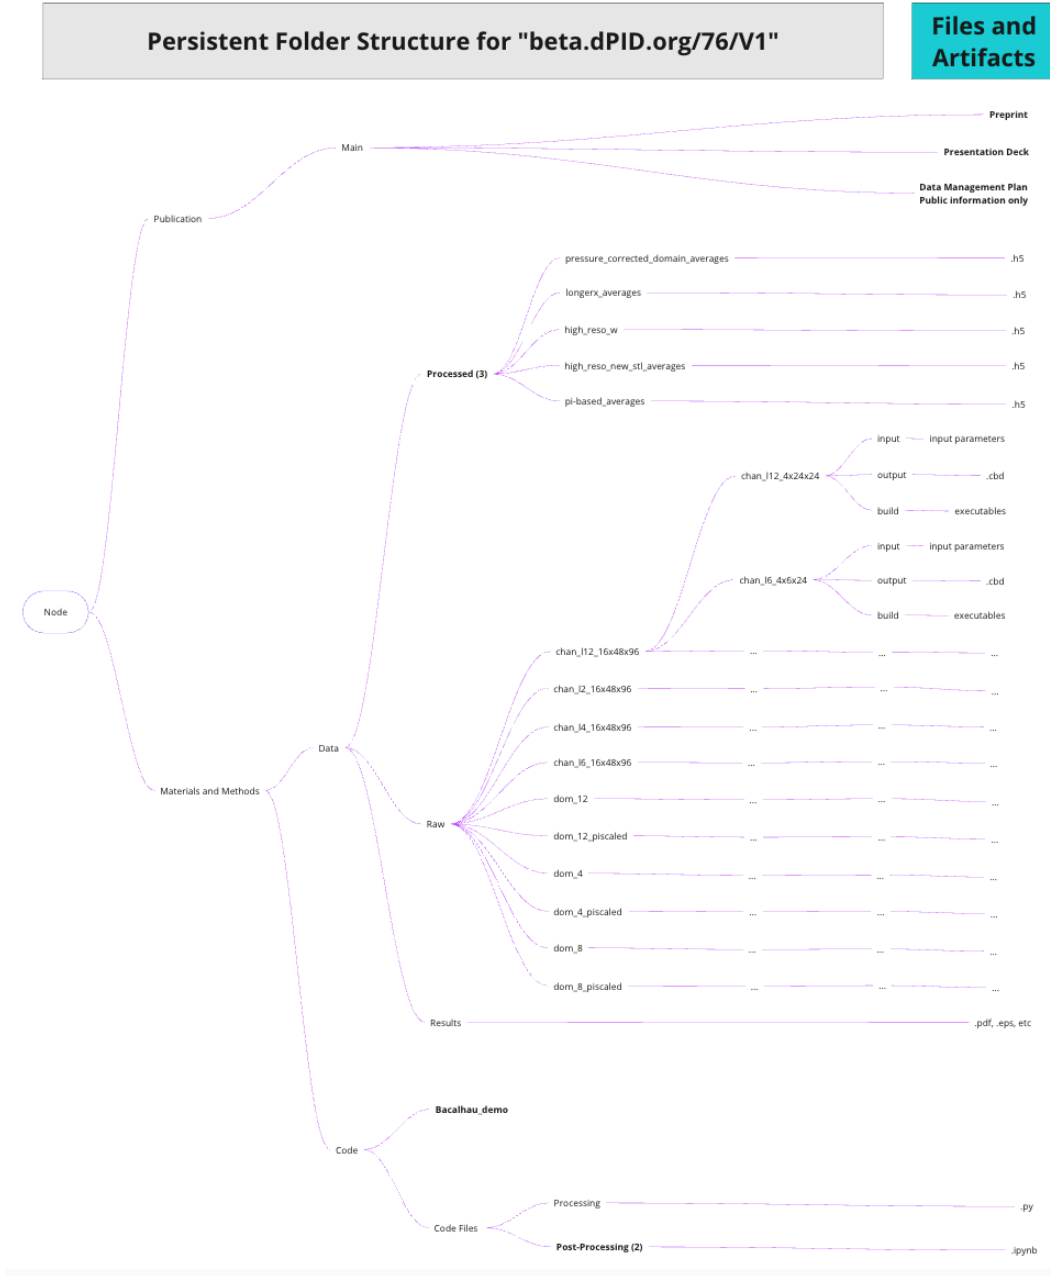 Persistent Folder Structure for "beta.dPID.org/76/V1"
Files and
Artifacts
Preprint
Main
Presentation Deck
Data Management Plan
Public information only
Publication
pressure_corrected_domain_averages .h5
longerx_averages .h5
high_reso_w .h5
high_reso_new_stl_averages .h5
Processed (3)
pi-based_averages .h5
input input parameters
chan_l12_4x24x24 output .cbd
build executables
input input parameters
chan_l6_4x6x24 output .cbd
Node
build executables
chan_l12_16x48x96 ... ... ...
chan_l2_16x48x96 ... ... ...
chan_l4_16x48x96 ... ... ...
Data
chan_l6_16x48x96 ... ... ...
Materials and Methods
dom_12 ... ... ...
Raw
dom_12_piscaled ... ... ...
dom_4 ... ... ...
dom_4_piscaled ... ... ...
dom_8 ... ... ...
dom_8_piscaled ... ... ...
Results .pdf, .eps, etc
Bacalhau_demo
Code
Processing .py
Code Files
Post-Processing (2) .ipynb